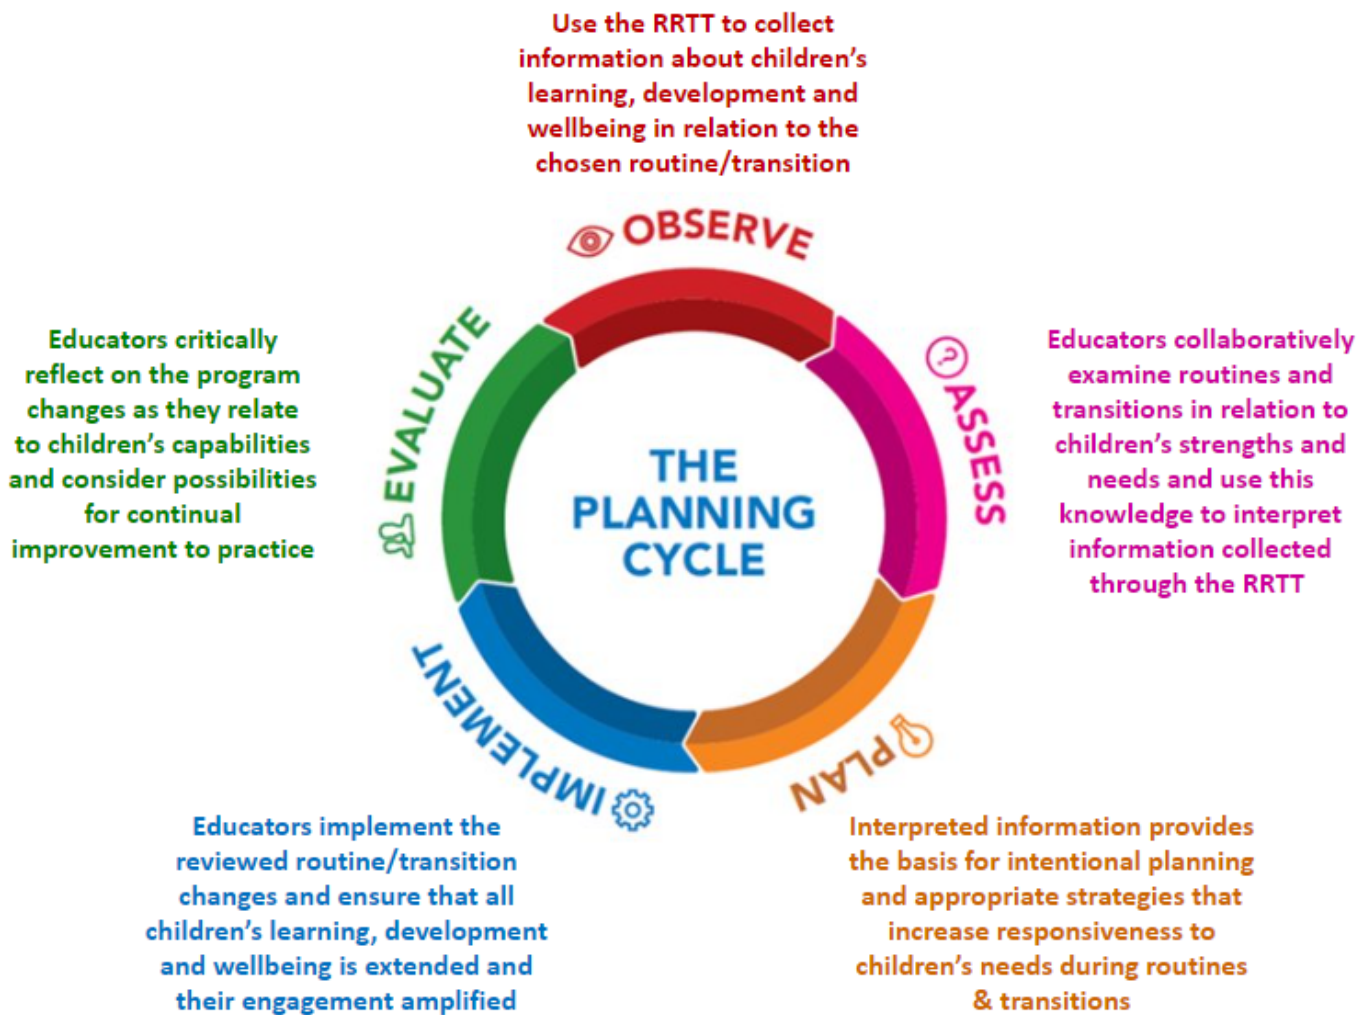 Use the RRTT to collect
information about children’s
learning, development and
wellbeing in relation to the
chosen routine/transition
OBSERVE
ASSESS
Educators collaboratively
examine routines and
transitions in relation to
children’s strengths and
needs and use this
knowledge to interpret
information collected
through the RRTT
PLAN
Interpreted information provides
the basis for intentional planning
and appropriate strategies that
increase responsiveness to
children’s needs during routines
& transitions
IMPLEMENT
Educators implement the
reviewed routine/transition
changes and ensure that all
children’s learning, development
and wellbeing is extended and
their engagement amplified
EVALUATE
Educators critically
reflect on the program
changes as they relate
to children’s capabilities
and consider possibilities
for continual
improvement to practice
THE
PLANNING
CYCLE